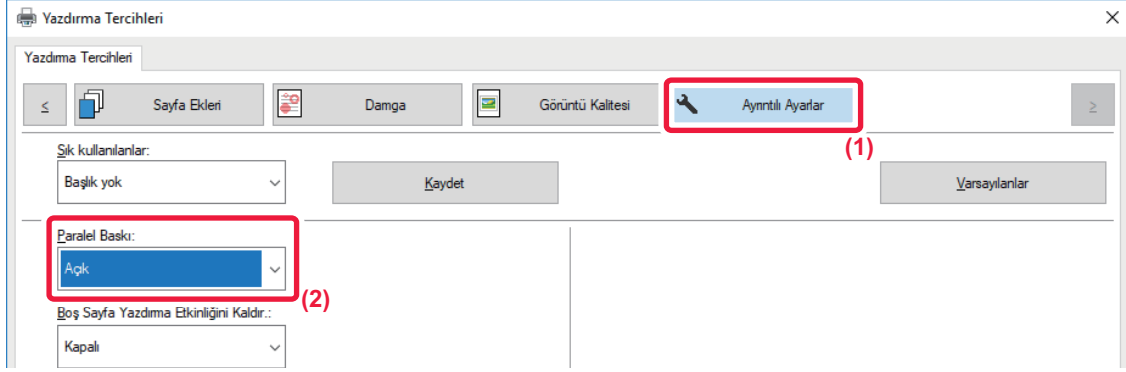 Yazdırma Tercihleri
Yazdırma Tercihleri
< Sayfa Ekleri Damga Görüntü Kalitesi Ayrıntılı Ayarlar >
(1)
Sık kullanılanlar:
Başlık yok Kaydet Varsayılanlar
Paralel Baskı:
Açık
(2)
Boş Sayfa Yazdırma Etkinliğini Kaldır.:
Kapalı